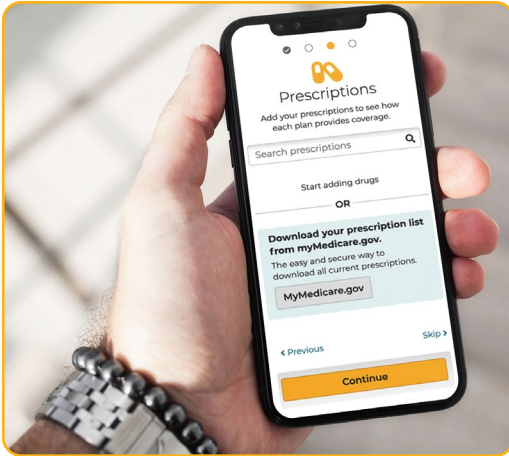 Prescriptions
Add your prescriptions to see how
each plan provides coverage.
Search prescriptions
Start adding drugs
OR
Download your prescription list
from myMedicare.gov.
The easy and secure way to
download all current prescriptions.
MyMedicare.gov
< Previous
Skip >
Continue